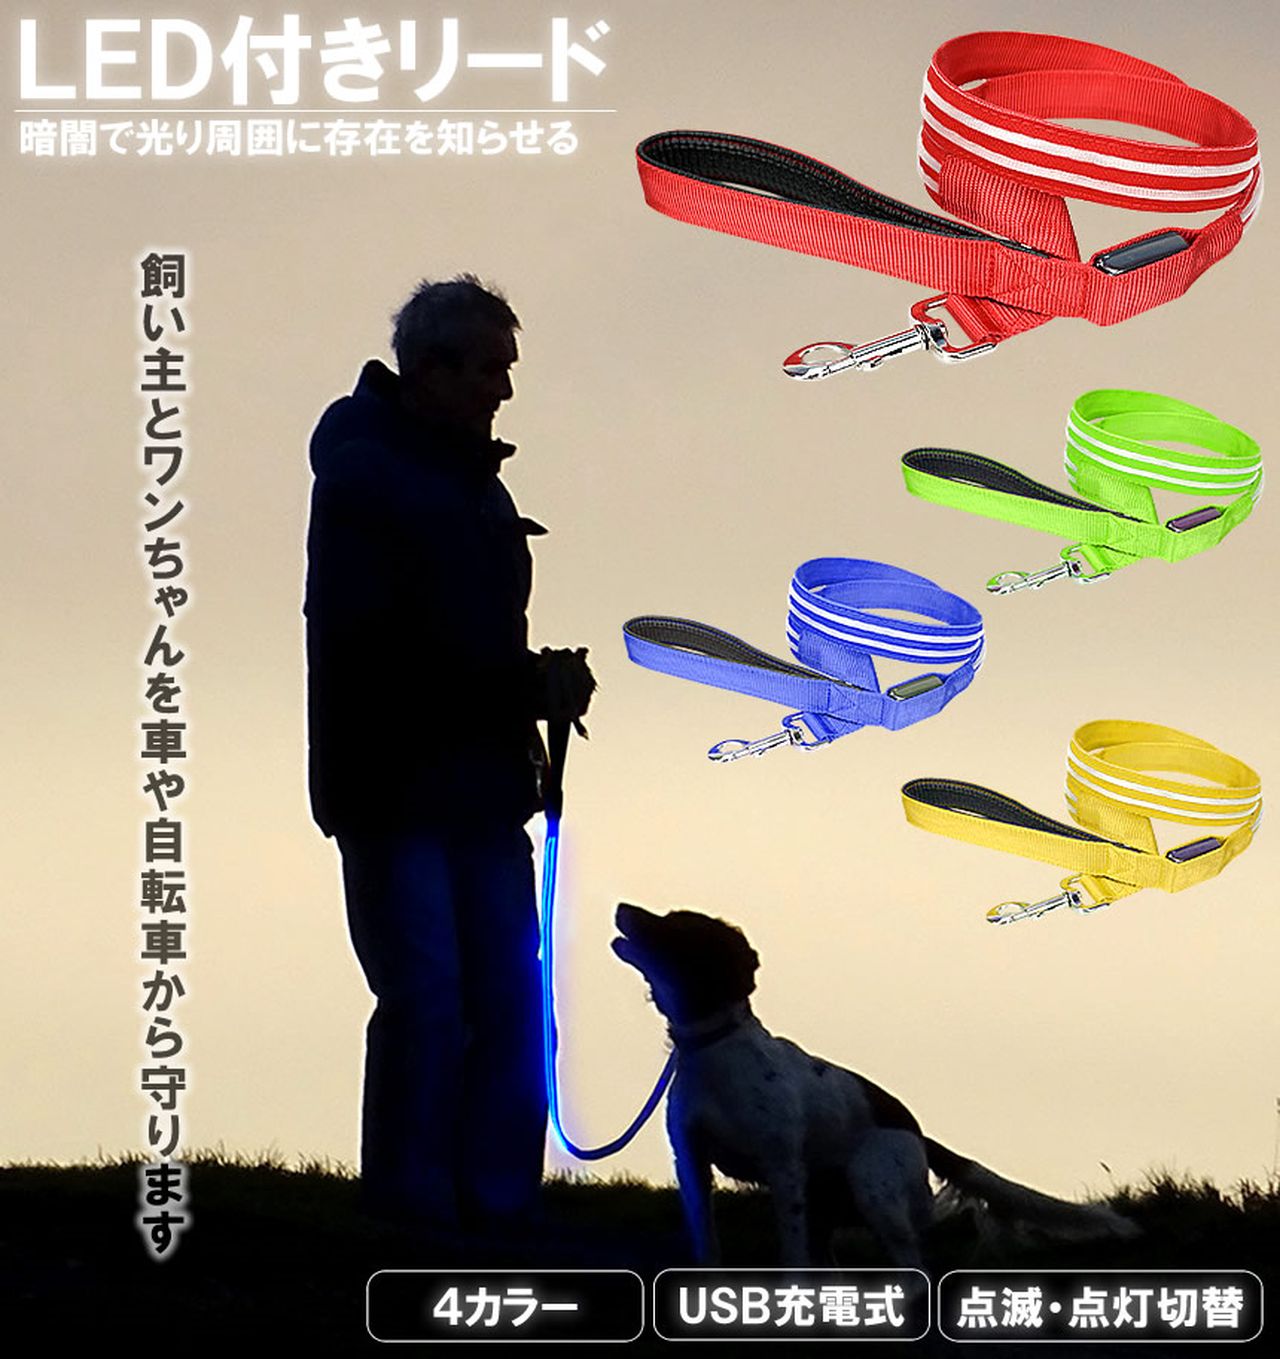 LED付きリード
暗闇で光り周囲に存在を知らせる
飼い主とワンちゃんを車や自転車から守ります
4カラー
USB充電式
点滅・点灯切替